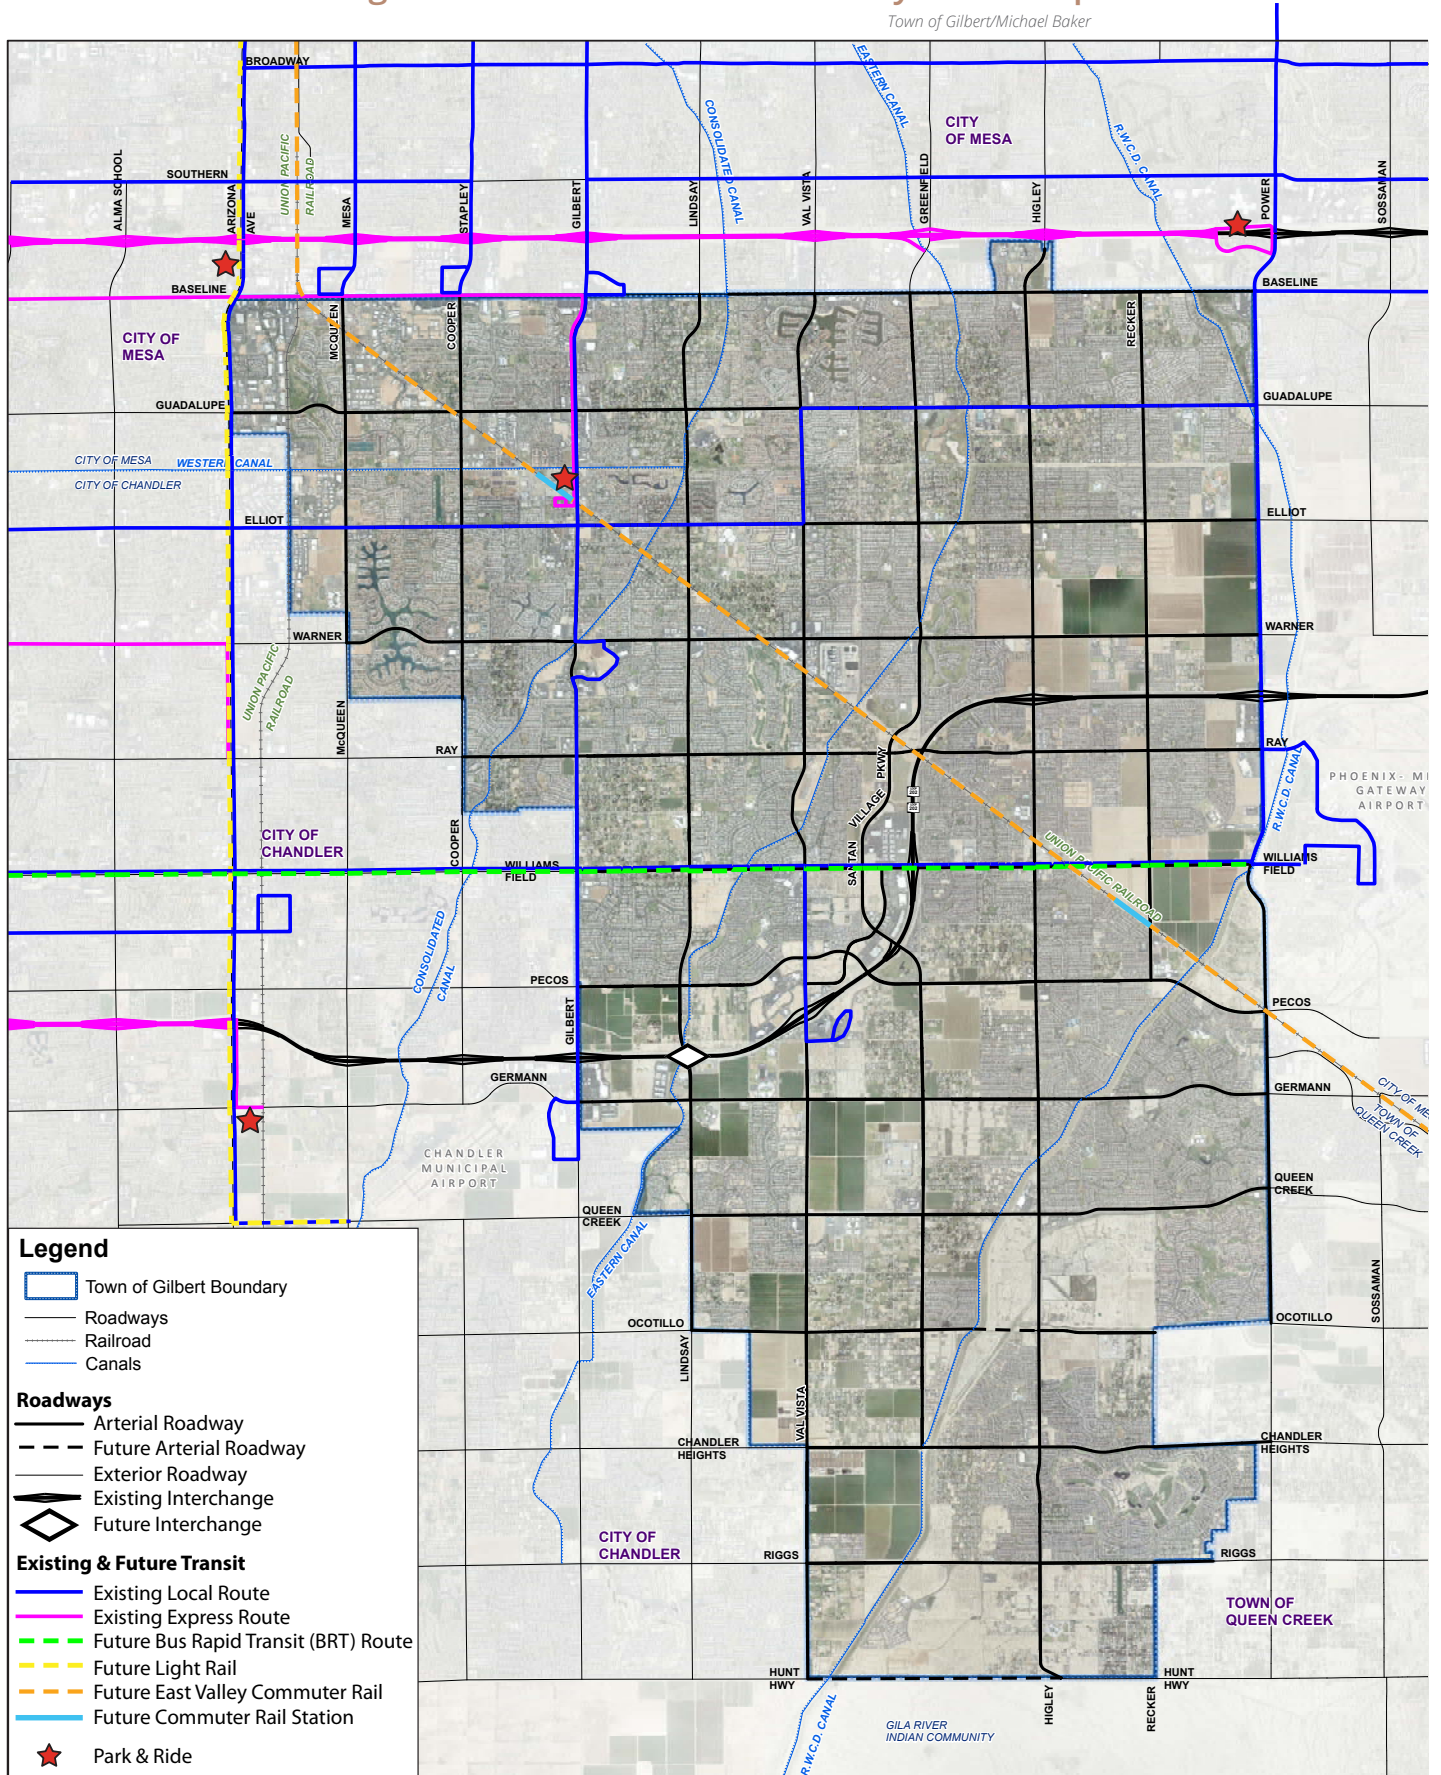 Town of Gilbert/Michael Baker
BROADWAY
EASTERN CANAL
CONSOLIDATED CANAL
CITY
OF MESA
R.W.C.D. CANAL
UNION PACIFIC
RAILROAD
ALMA SCHOOL
SOUTHERN
ARIZONA
AVE
MESA
STAPLEY
GILBERT
LINDSAY
VAL VISTA
GREENFIELD
HIGLEY
POWER
SOSSAMAN
BASELINE
BASELINE
CITY OF
MESA
MCQUEEN
COOPER
RECKER
GUADALUPE
GUADALUPE
CITY OF MESA
WESTERN CANAL
CITY OF CHANDLER
ELLIOT
ELLIOT
WARNER
WARNER
UNION PACIFIC
RAILROAD
McQUEEN
RAY
RAY
PKWY
VILLAGE
SANTAN
202
202
R.W.C.D. CANAL
GATEWAY
AIRPORT
CITY OF
CHANDLER
COOPER
UNION PACIFIC RAILROAD
WILLIAMS
FIELD
WILLIAMS
FIELD
CONSOLIDATED
CANAL
PECOS
PECOS
GILBERT
GERMANN
GERMANN
TOWN OF
QUEEN CREEK
CHANDLER
MUNICIPAL
AIRPORT
QUEEN
CREEK
QUEEN
CREEK
EASTERN CANAL
SOSSAMAN
OCOTILLO
OCOTILLO
LINDSAY
VAL VISTA
CHANDLER
HEIGHTS
CHANDLER
HEIGHTS
CITY OF
CHANDLER
RIGGS
RIGGS
TOWN OF
QUEEN CREEK
HUNT
HWY
HUNT
HWY
HIGLEY
RECKER
R.W.C.D. CANAL
GILA RIVER
INDIAN COMMUNITY
Legend
Town of Gilbert Boundary
Roadways
Railroad
Canals
Roadways
Arterial Roadway
Future Arterial Roadway
Exterior Roadway
Existing Interchange
Future Interchange
Existing & Future Transit
Existing Local Route
Existing Express Route
Future Bus Rapid Transit (BRT) Route
Future Light Rail
Future East Valley Commuter Rail
Future Commuter Rail Station
Park & Ride